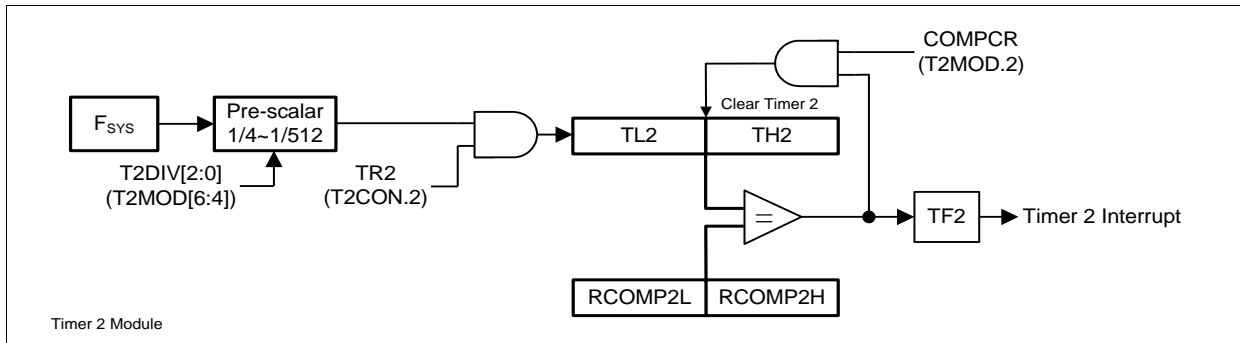 COMPCR
(T2MOD.2)
Clear Timer 2
FSYS
Pre-scalar
1/4~1/512
TL2
TH2
T2DIV[2:0]
(T2MOD[6:4])
TR2
(T2CON.2)
=
TF2
Timer 2 Interrupt
RCOMP2L
RCOMP2H
Timer 2 Module